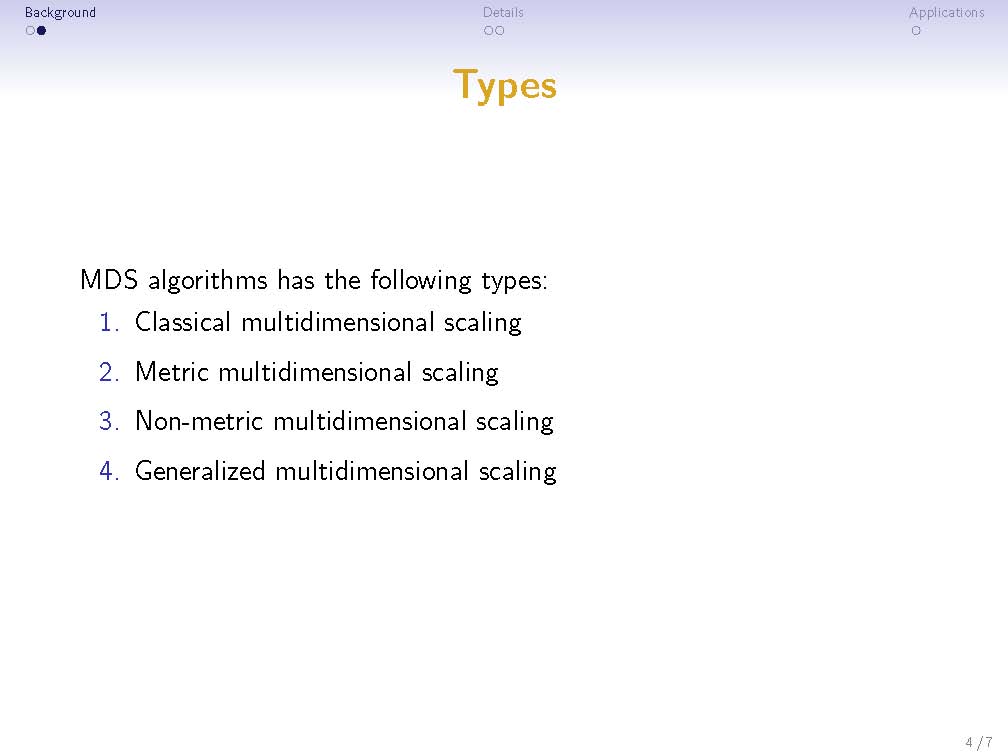 Background Details Applications
Types
MDS algorithms has the following types:
1. Classical multidimensional scaling
2. Metric multidimensional scaling
3. Non-metric multidimensional scaling
4. Generalized multidimensional scaling
4 / 7